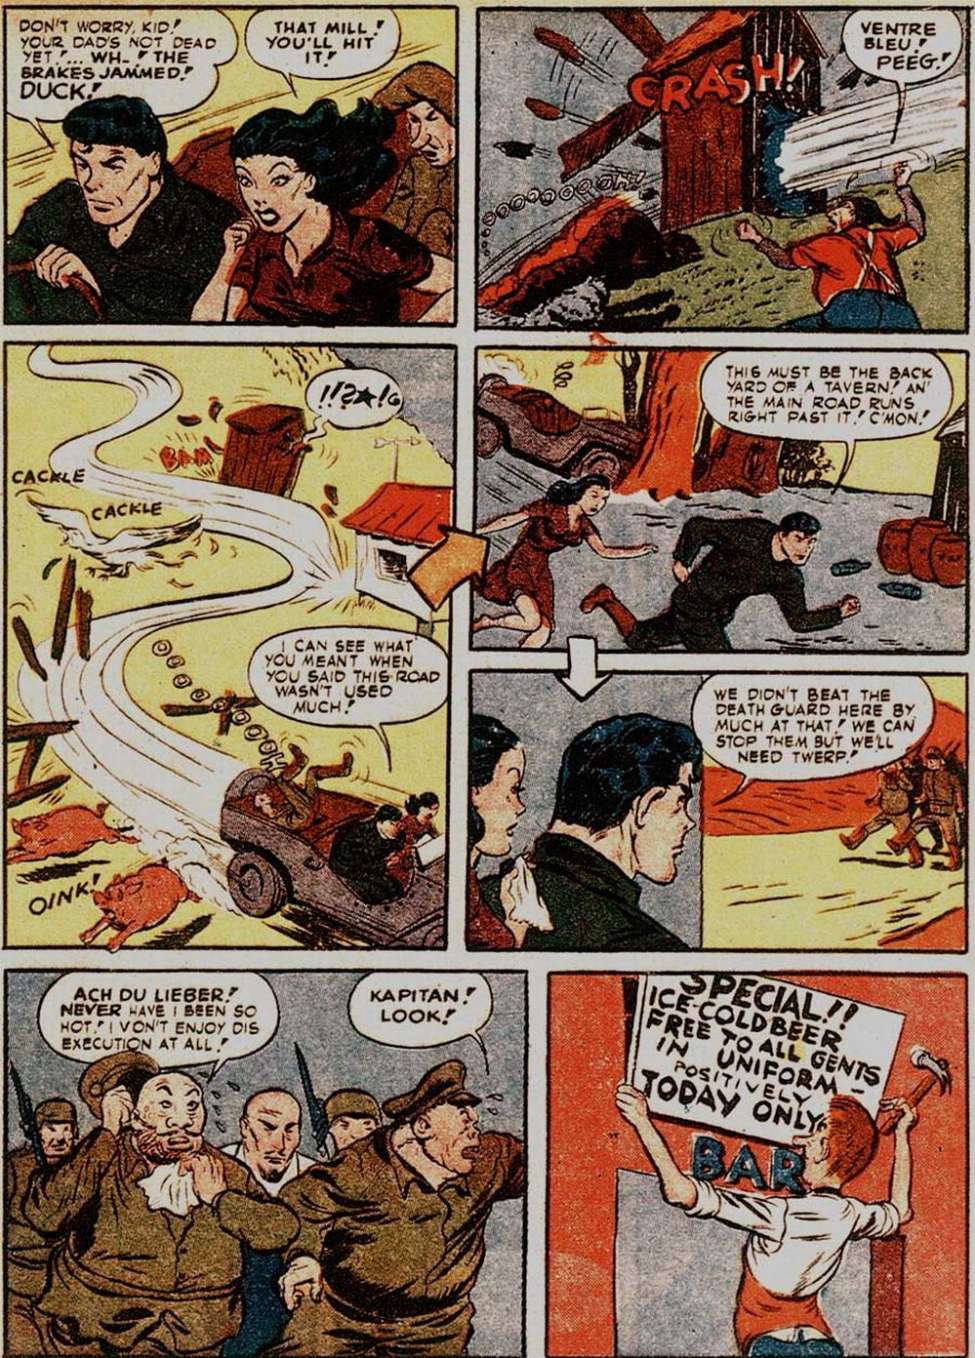 DON'T WORRY, KID!
YOUR DAD'S NOT DEAD
YET!... WH..! THE
BRAKES JAMMED!
DUCK!
THAT MILL!
YOU'LL HIT
IT!
CRASH!
VENTRE
BLEU!
PEEG!
CACKLE
CACKLE
BAM!
!!?★!G
I CAN SEE WHAT
YOU MEANT WHEN
YOU SAID THIS ROAD
WASN'T USED
MUCH!
OINK!
THIS MUST BE THE BACK
YARD OF A TAVERN! AN'
THE MAIN ROAD RUNS
RIGHT PAST IT! C'MON!
WE DIDN'T BEAT THE
DEATH GUARD HERE BY
MUCH AT THAT! WE CAN
STOP THEM BUT WE'LL
NEED TWERP!
ACH DU LIEBER!
NEVER HAVE I BEEN SO
HOT! I VON'T ENJOY DIS
EXECUTION AT ALL!
KAPITAN!
LOOK!
SPECIAL!!
ICE-COLD BEER
FREE TO ALL GENTS
IN UNIFORM-
POSITIVELY
TODAY ONLY
BAR